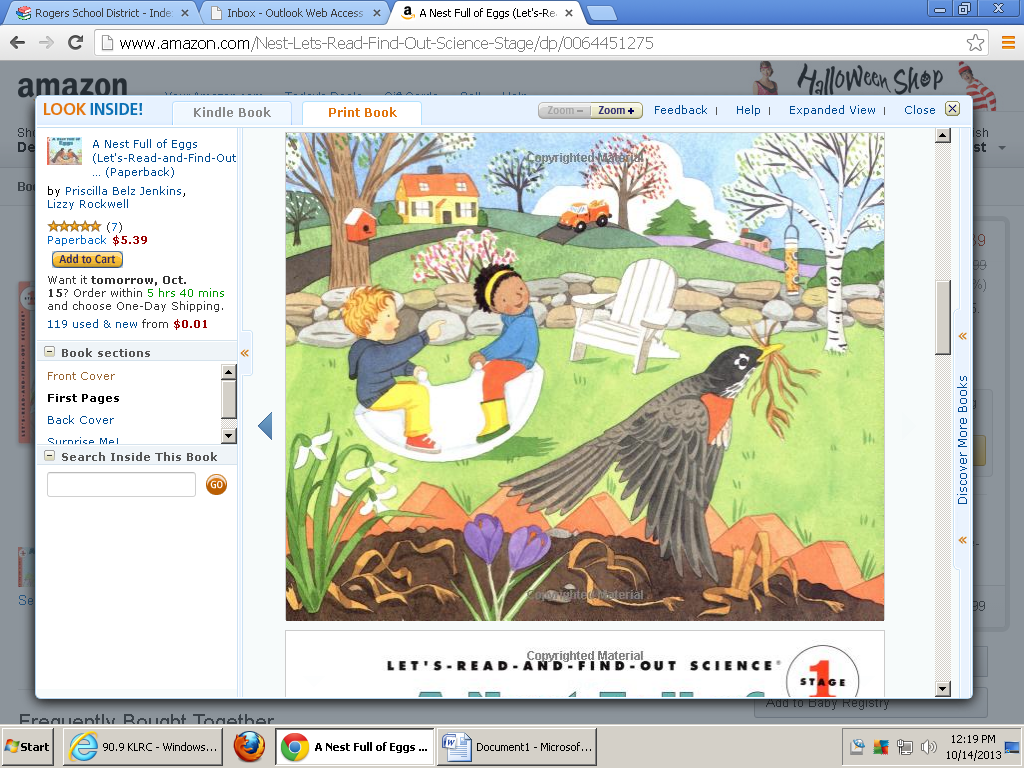 Rogers School District - Inde
Inbox - Outlook Web Access
A Nest Full of Eggs (Let's-Re
www.amazon.com/Nest-Lets-Read-Find-Out-Science-Stage/dp/0064451275
amazon
Halloween Shop
LOOK INSIDE!
Kindle Book
Print Book
Zoom −
Zoom +
Feedback |
Help |
Expanded View |
Close
A Nest Full of Eggs
(Let's-Read-and-Find-Out
... (Paperback)
by Priscilla Belz Jenkins,
Lizzy Rockwell
(7)
Paperback $5.39
Add to Cart
Want it tomorrow, Oct.
15? Order within 5 hrs 40 mins
and choose One-Day Shipping.
119 used & new from $0.01
Book sections
Front Cover
First Pages
Back Cover
Surprise Me!
Search Inside This Book
GO
Copyrighted Material
Copyrighted Material
Copyrighted Material
LET'S-READ-AND-FIND-OUT SCIENCE®
STAGE
1
Discover More Books
Add to Baby Registry
Frequently Bought Together
Start
90.9 KLRC - Windows...
A Nest Full of Eggs ...
Document1 - Microsof...
12:19 PM
10/14/2013